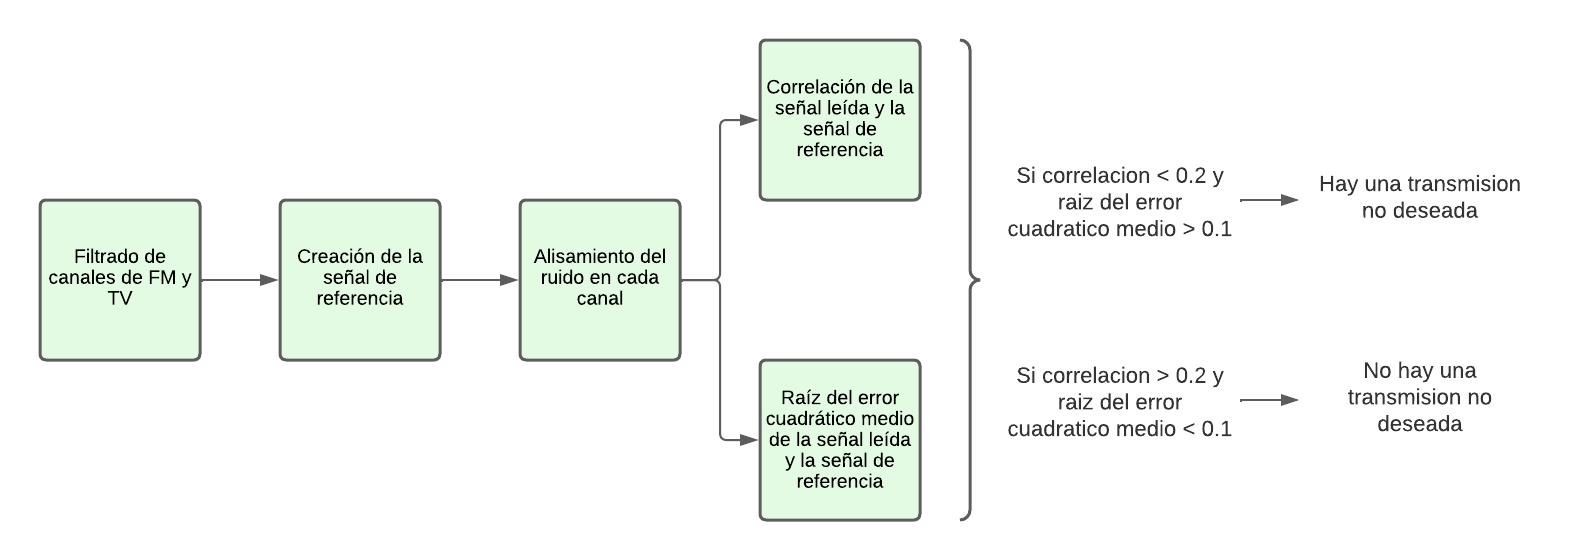 Filtrado de
canales de FM y
TV
Creación de la
señal de
referencia
Alisamiento del
ruido en cada
canal
Correlación de la
señal leída y la
señal de
referencia
Raíz del error
cuadrático medio
de la señal leída
y la señal de
referencia
Si correlacion < 0.2 y
raiz del error
cuadratico medio > 0.1
Hay una transmision
no deseada
Si correlacion > 0.2 y
raiz del error
cuadratico medio < 0.1
No hay una
transmision no
deseada